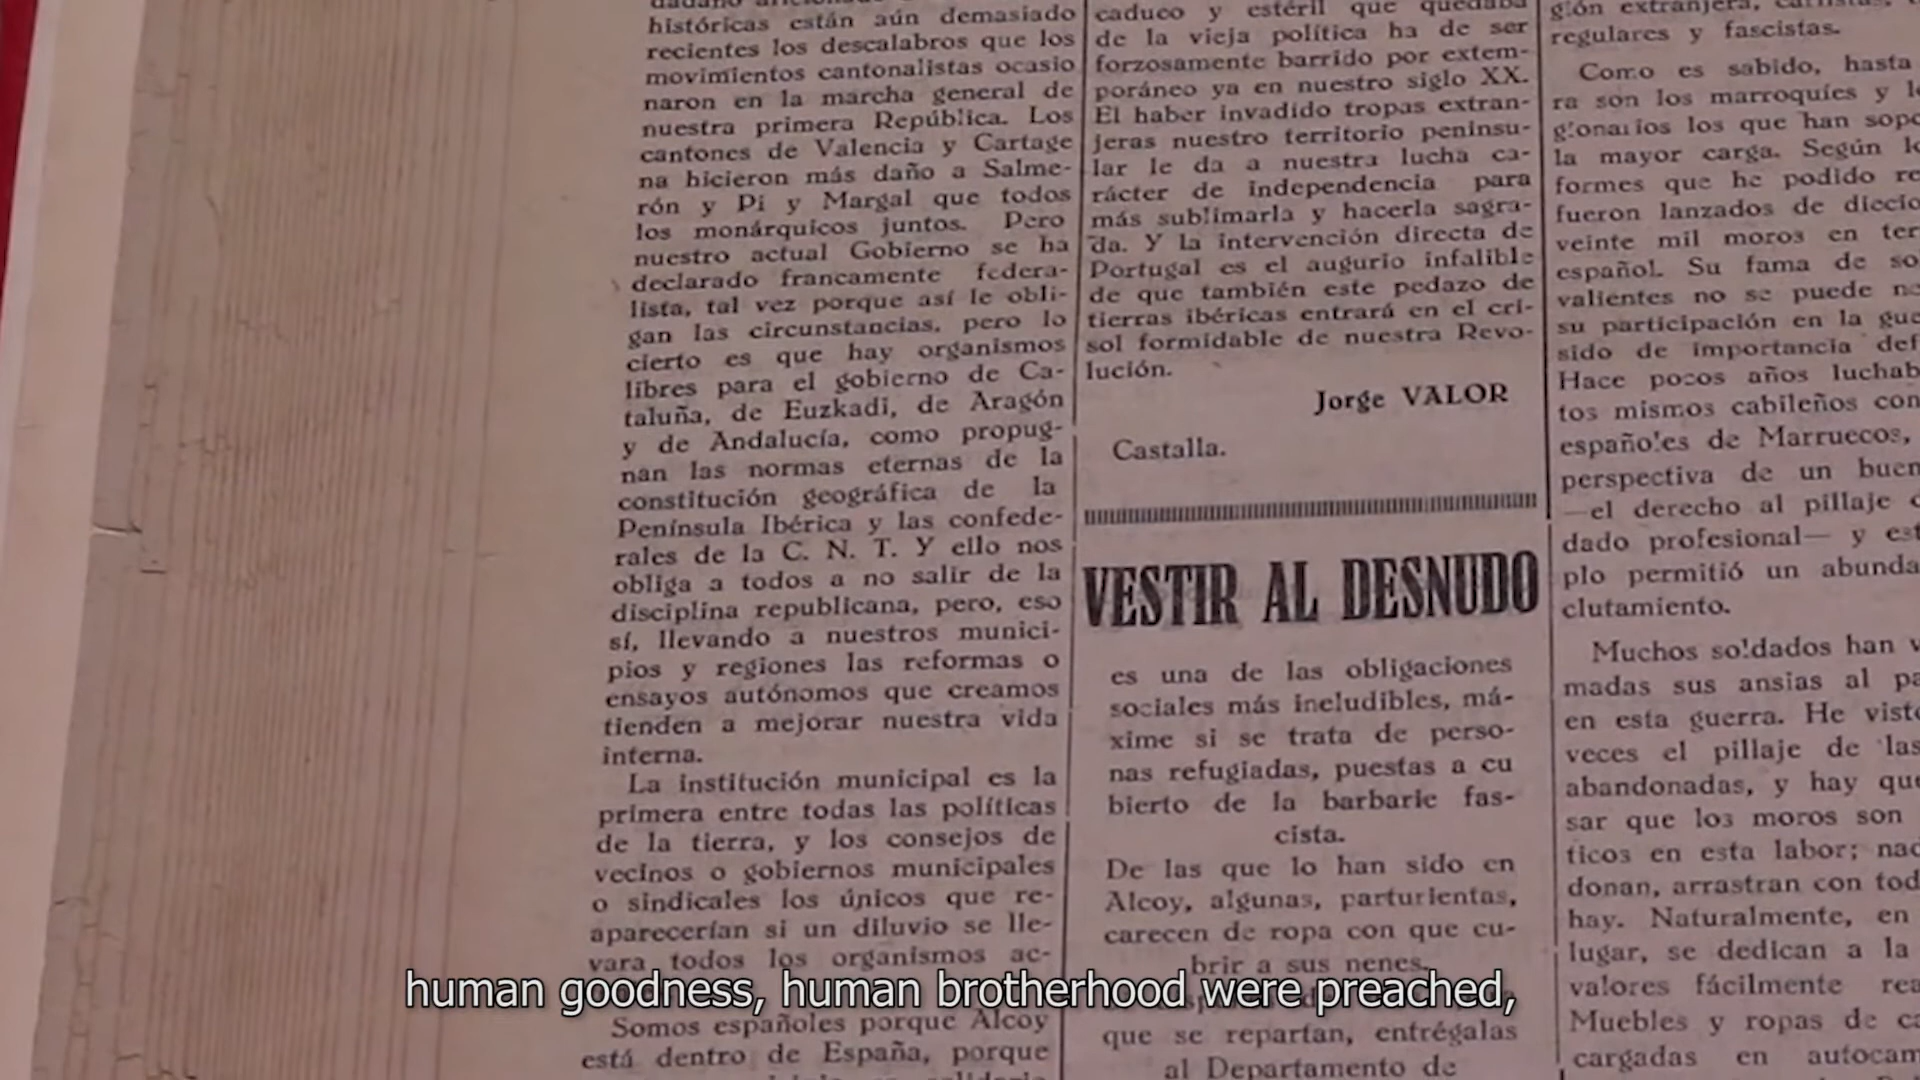 históricas están aún demasiado
recientes los descalabros que los
movimientos cantonalistas ocasio
naron en la marcha general de
nuestra primera República. Los
cantones de Valencia y Cartage
na hicieron más daño a Salme-
rón y Pi y Margal que todos
los monárquicos juntos. Pero
nuestro actual Gobierno se ha
declarado francamente federa-
lista, tal vez porque así le obli-
gan las circunstancias, pero lo
cierto es que hay organismos
libres para el gobierno de Ca-
taluña, de Euzkadi, de Aragón
y de Andalucía, como propug-
nan las normas eternas de la
constitución geográfica de la
Península Ibérica y las confede-
rales de la C. N. T. Y ello nos
obliga a todos a no salir de la
disciplina republicana, pero, eso
sí, llevando a nuestros munici-
pios y regiones las reformas o
ensayos autónomos que creamos
tienden a mejorar nuestra vida
interna.
La institución municipal es la
primera entre todas las políticas
de la tierra, y los consejos de
vecinos o gobiernos municipales
o sindicales los únicos que re-
aparecerían si un diluvio se lle-
vara todos los organismos ac-
Somos españoles porque Alcoy
está dentro de España, porque
caduco y estéril que quedaba
de la vieja política ha de ser
forzosamente barrido por extem-
poráneo ya en nuestro siglo XX.
El haber invadido tropas extran-
jeras nuestro territorio peninsu-
lar le da a nuestra lucha ca-
rácter de independencia para
más sublimarla y hacerla sagra-
da. Y la intervención directa de
Portugal es el augurio infalible
de que también este pedazo de
tierras ibéricas entrará en el cri-
sol formidable de nuestra Revo-
lución.
Jorge VALOR
Castalla.
VESTIR AL DESNUDO
es una de las obligaciones
sociales más ineludibles, má-
xime si se trata de perso-
nas refugiadas, puestas a cu
bierto de la barbarie fas-
cista.
De las que lo han sido en
Alcoy, algunas, parturientas,
carecen de ropa con que cu-
brir a sus nenes.
que se repartan, entrégalas
al Departamento de
gión extranjera,
regulares y fascistas.
Como es sabido, hasta
ra son los marroquíes y
gionarios los que han
la mayor carga. Según
formes que he podido
fueron lanzados de
veinte mil moros en
español. Su fama de
valientes no se puede
su participación en la
sido de importancia
Hace pocos años
tos mismos cabileños con
españoles de Marruecos,
perspectiva de un buen
—el derecho al pillaje
dado profesional— y
plo permitió un
clutamiento.
Muchos soldados han
madas sus ansias al
en esta guerra. He
veces el pillaje de las
abandonadas, y hay
sar que los moros son
ticos en esta labor;
donan, arrastran con
hay. Naturalmente, en
lugar, se dedican a la
valores fácilmente
Muebles y ropas de
cargadas en
human goodness, human brotherhood were preached,